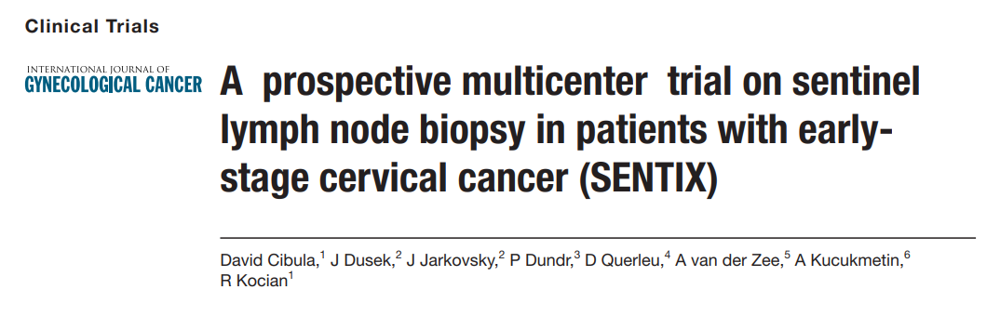 Clinical Trials
INTERNATIONAL JOURNAL OF
GYNECOLOGICAL CANCER
A prospective multicenter trial on sentinel
lymph node biopsy in patients with early-
stage cervical cancer (SENTIX)
David Cibula,1 J Dusek,2 J Jarkovsky,2 P Dundr,3 D Querleu,4 A van der Zee,5 A Kucukmetin,6
R Kocian1